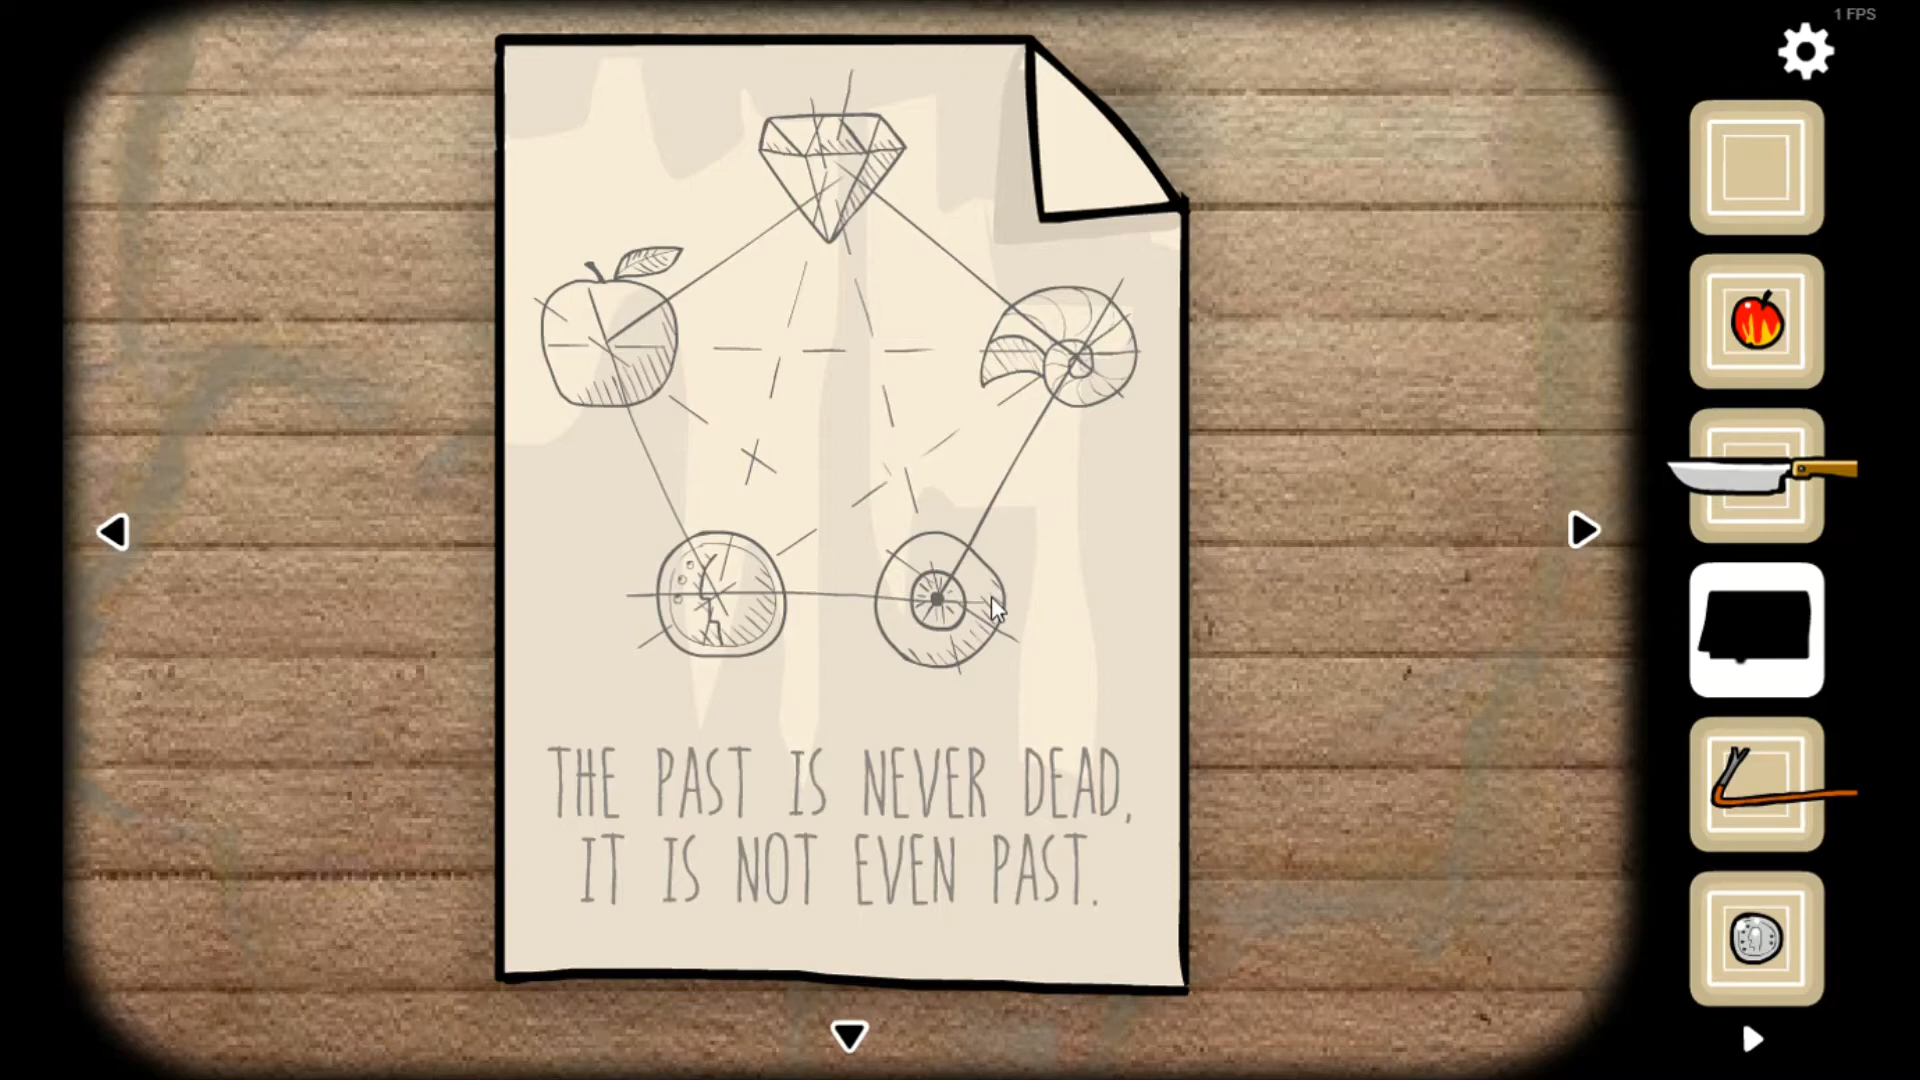 1 FPS
THE PAST IS NEVER DEAD,
IT IS NOT EVEN PAST.